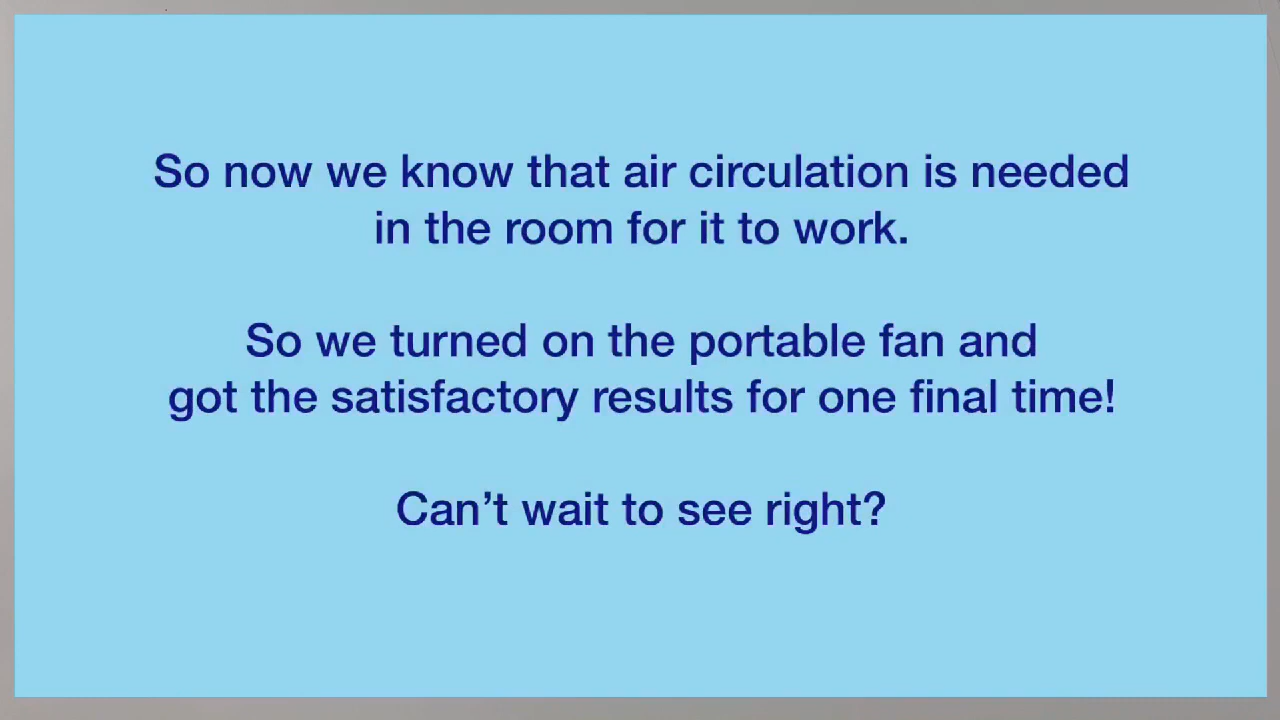 So now we know that air circulation is needed
in the room for it to work.
So we turned on the portable fan and
got the satisfactory results for one final time!
Can’t wait to see right?